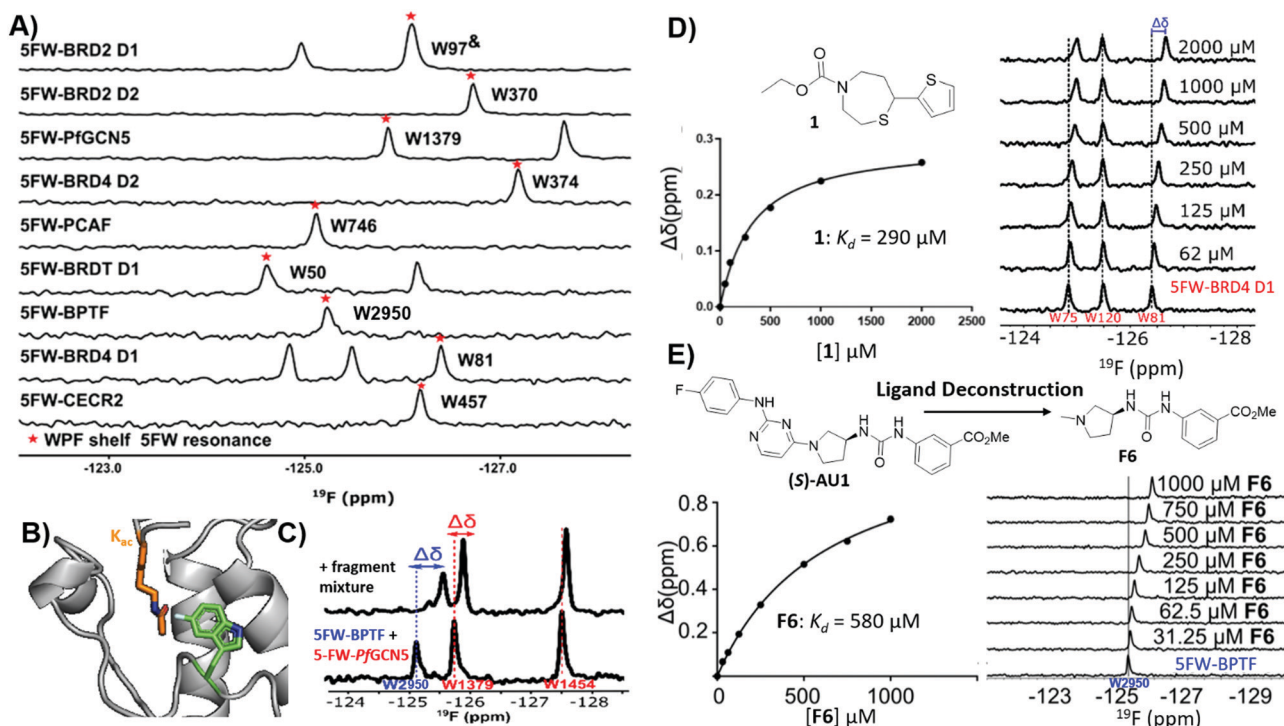 A)
5FW-BRD2 D1
W97&
5FW-BRD2 D2
W370
5FW-PfGCN5
W1379
5FW-BRD4 D2
W374
5FW-PCAF
W746
5FW-BRDT D1
W50
5FW-BPTF
W2950
5FW-BRD4 D1
W81
5FW-CECR2
W457
★ WPF shelf 5FW resonance
-123.0 -125.0 -127.0
19F (ppm)
B)
Kac
C)
Δδ
Δδ
+ fragment
mixture
5FW-BPTF +
5-FW-PfGCN5
W2950 W1379 W1454
-124 -125 -126 -127 -128
19F (ppm)
D)
O
O
N
S
S
1
0.3
0.2
0.1
0.0
Δδ(ppm)
1: Kd = 290 µM
0 500 1000 1500 2000 2500
[1] µM
Δδ
2000 µM
1000 µM
500 µM
250 µM
125 µM
62 µM
5FW-BRD4 D1
W75 W120 W81
-124 -126 -128
19F (ppm)
E)
F
NH
N
N
N
H
N
H
N
O
CO2Me
(S)-AU1
Ligand Deconstruction
N
H
N
H
N
O
CO2Me
F6
0.8
0.6
0.4
0.2
Δδ(ppm)
F6: Kd = 580 µM
0 500 1000
[F6] µM
1000 µM F6
750 µM F6
500 µM F6
250 µM F6
125 µM F6
62.5 µM F6
31.25 µM F6
5FW-BPTF
W2950
-123 -125 -127 -129
19F (ppm)